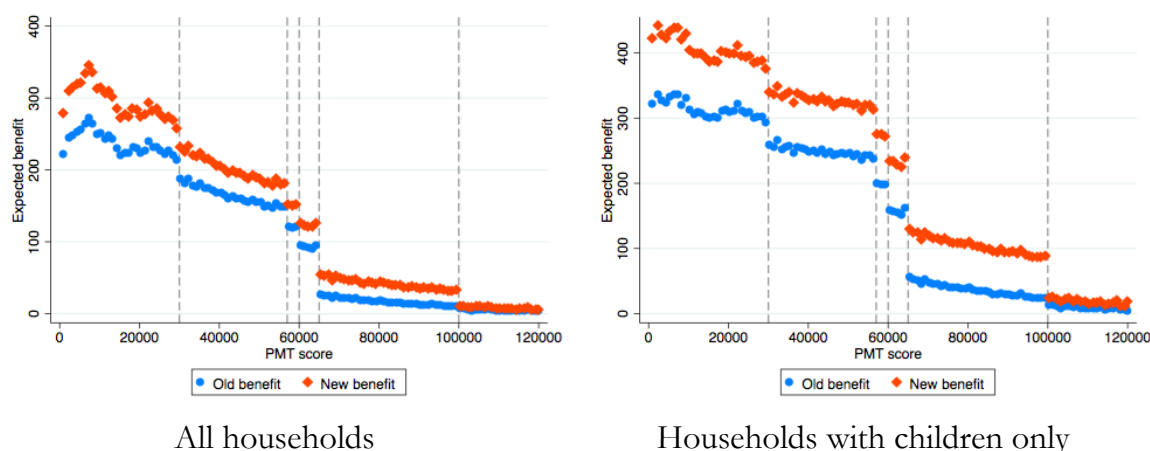 400
300
200
100
0
Expected benefit
0 20000 40000 60000 80000 100000 120000
PMT score
Old benefit New benefit
All households
400
300
200
100
0
Expected benefit
0 20000 40000 60000 80000 100000 120000
PMT score
Old benefit New benefit
Households with children only